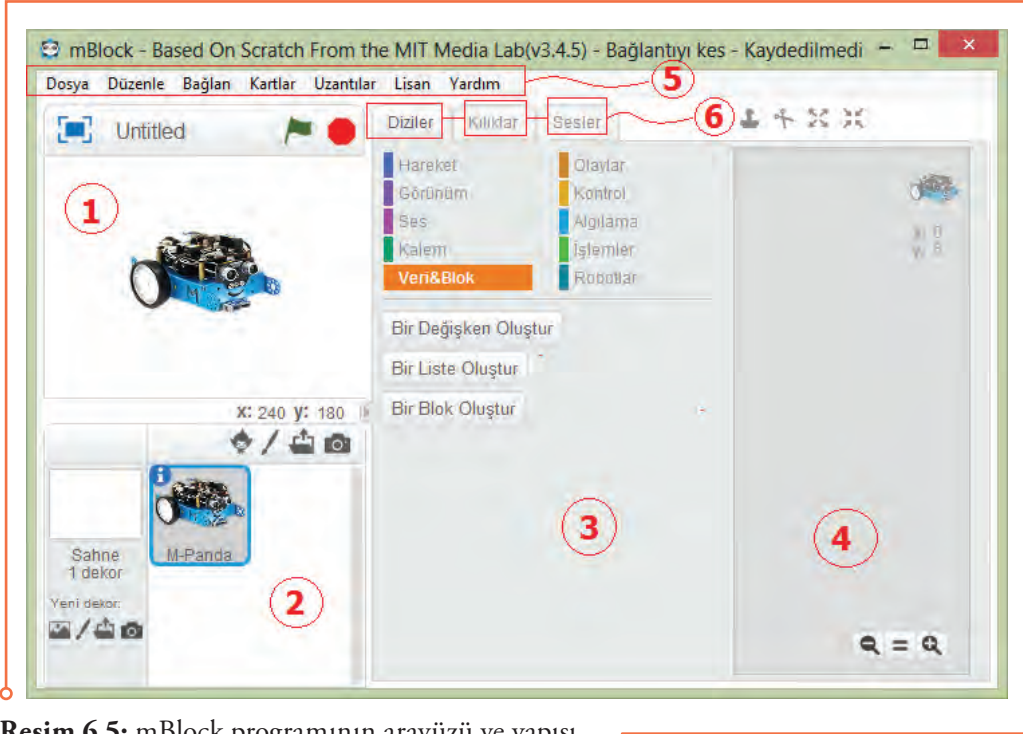 mBlock - Based On Scratch From the MIT Media Lab(v3.4.5) - Bağlantıyı kes - Kaydedilmedi
Dosya Düzenle Bağlan Kartlar Uzantılar Lisan Yardım
5
Untitled
Diziler Kılıklar Sesler
6
1
Hareket Olaylar
Görünüm Kontrol
Ses Algılama
Kalem İşlemler
Veri&Blok Robotlar
Bir Değişken Oluştur
Bir Liste Oluştur
Bir Blok Oluştur
x: 240 y: 180
M-Panda
Sahne
1 dekor
Yeni dekor:
2
3
4
Resim 6.5: mBlock programının arayüzü ve yapısı